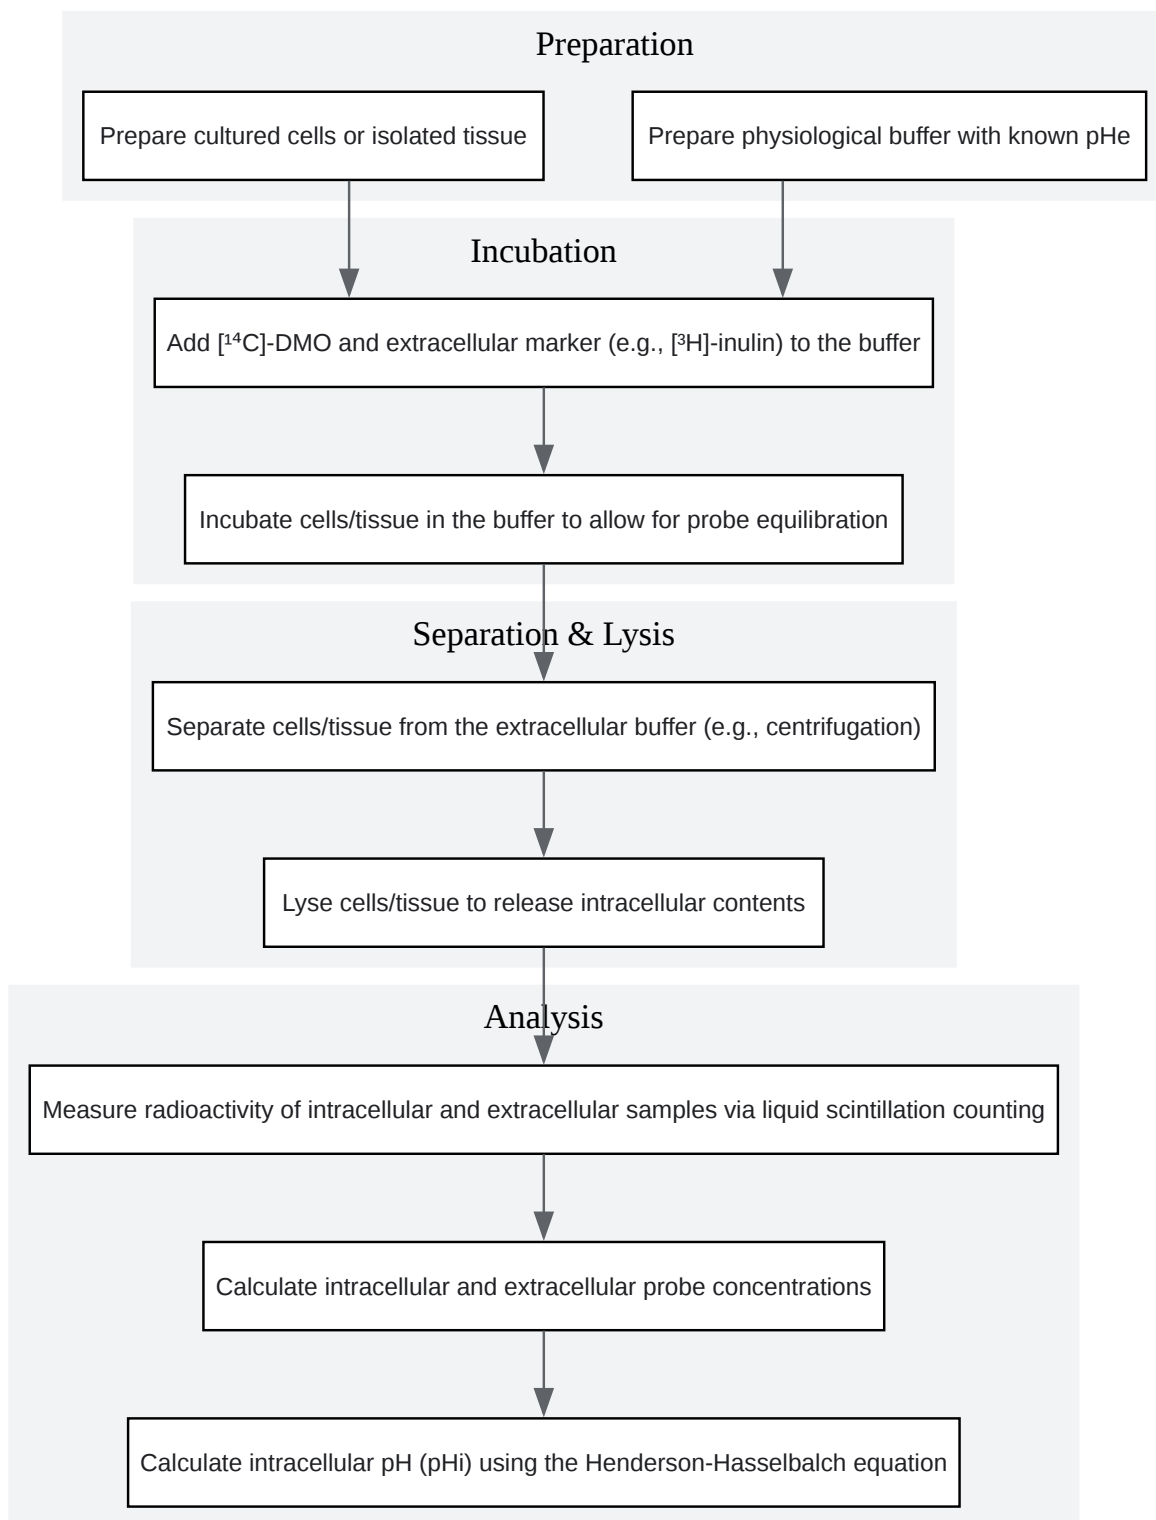 Preparation
Prepare cultured cells or isolated tissue
Prepare physiological buffer with known pHe
Incubation
Add [¹⁴C]-DMO and extracellular marker (e.g., [³H]-inulin) to the buffer
Incubate cells/tissue in the buffer to allow for probe equilibration
Separation & Lysis
Separate cells/tissue from the extracellular buffer (e.g., centrifugation)
Lyse cells/tissue to release intracellular contents
Analysis
Measure radioactivity of intracellular and extracellular samples via liquid scintillation counting
Calculate intracellular and extracellular probe concentrations
Calculate intracellular pH (pHi) using the Henderson-Hasselbalch equation